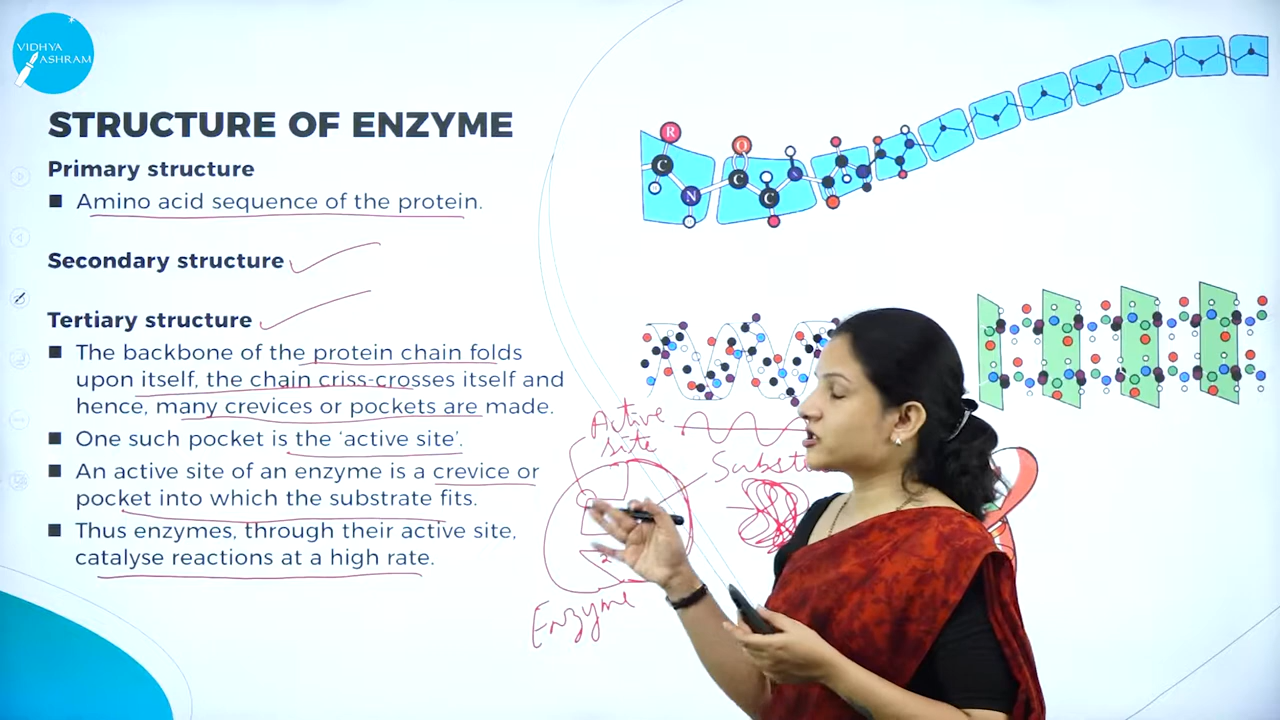 VIDHYA
ASHRAM
STRUCTURE OF ENZYME
Primary structure
■ Amino acid sequence of the protein.
Secondary structure
Tertiary structure
■ The backbone of the protein chain folds
upon itself, the chain criss-crosses itself and
hence, many crevices or pockets are made.
■ One such pocket is the ‘active site’.
■ An active site of an enzyme is a crevice or
pocket into which the substrate fits.
■ Thus enzymes, through their active site,
catalyse reactions at a high rate.
R
O
C
N
C
C
N
Active
site
Subst
2
Enzyme